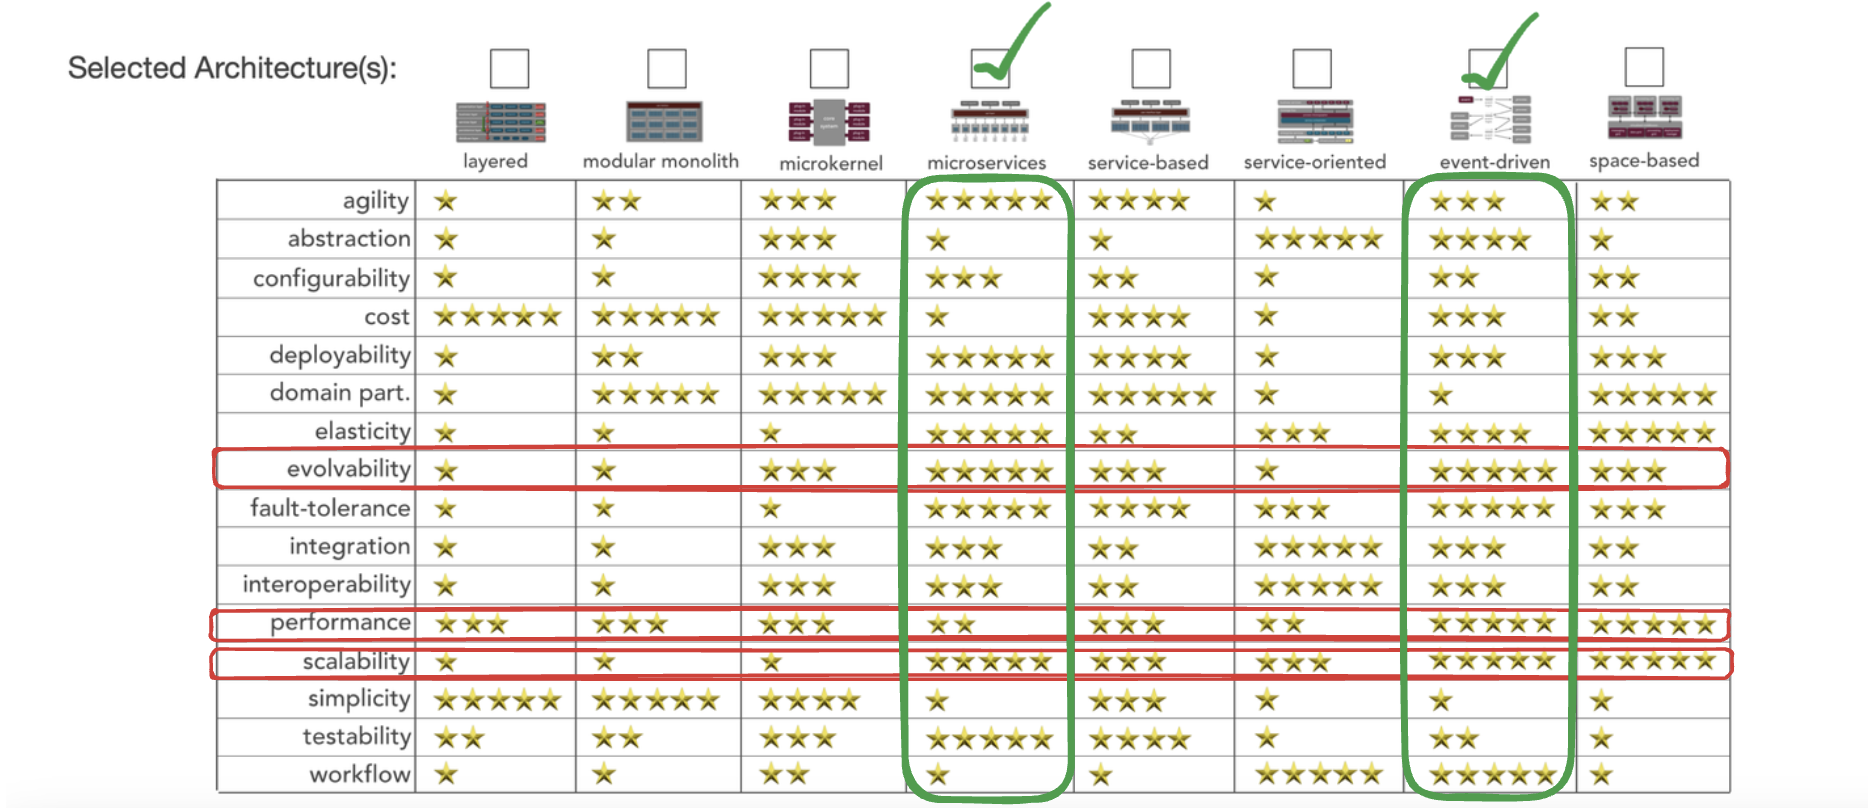 Selected Architecture(s):
layered modular monolith microkernel microservices service-based service-oriented event-driven space-based
agility
abstraction
configurability
cost
deployability
domain part.
elasticity
evolvability
fault-tolerance
integration
interoperability
performance
scalability
simplicity
testability
workflow